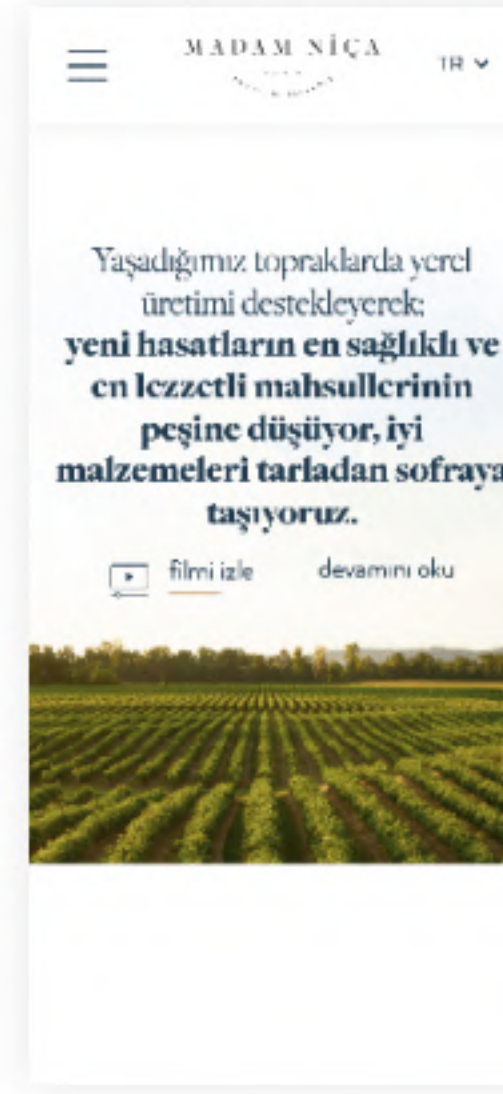 MADAM NİÇA
TR
Yaşadığımız topraklarda yerel
üretimi destekleyerek;
yeni hasatların en sağlıklı ve
en lezzetli mahsullerinin
peşine düşüyor, iyi
malzemeleri tarladan sofraya
taşıyoruz.
filmi izle
devamını oku